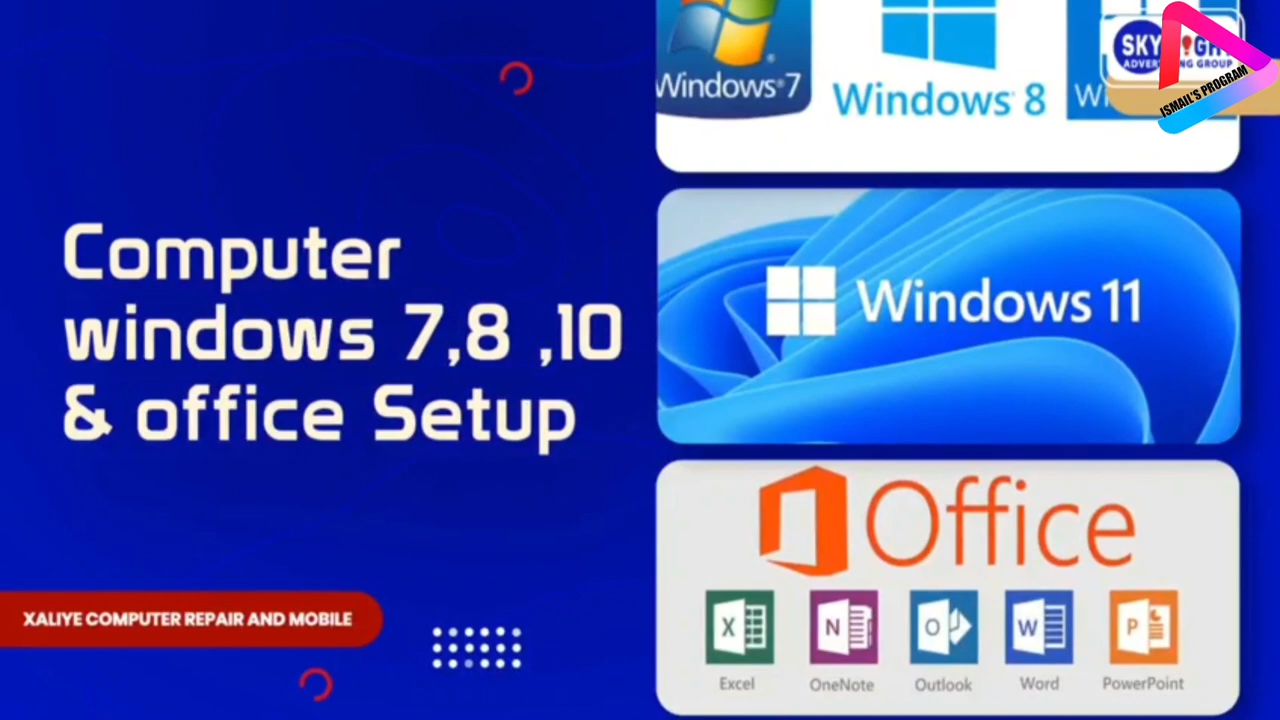 Computer
windows 7,8 ,10
& office Setup
XALIYE COMPUTER REPAIR AND MOBILE
Windows 7
Windows 8
ISMAIL'S PROGRAM
Windows 11
Office
Excel
OneNote
Outlook
Word
PowerPoint